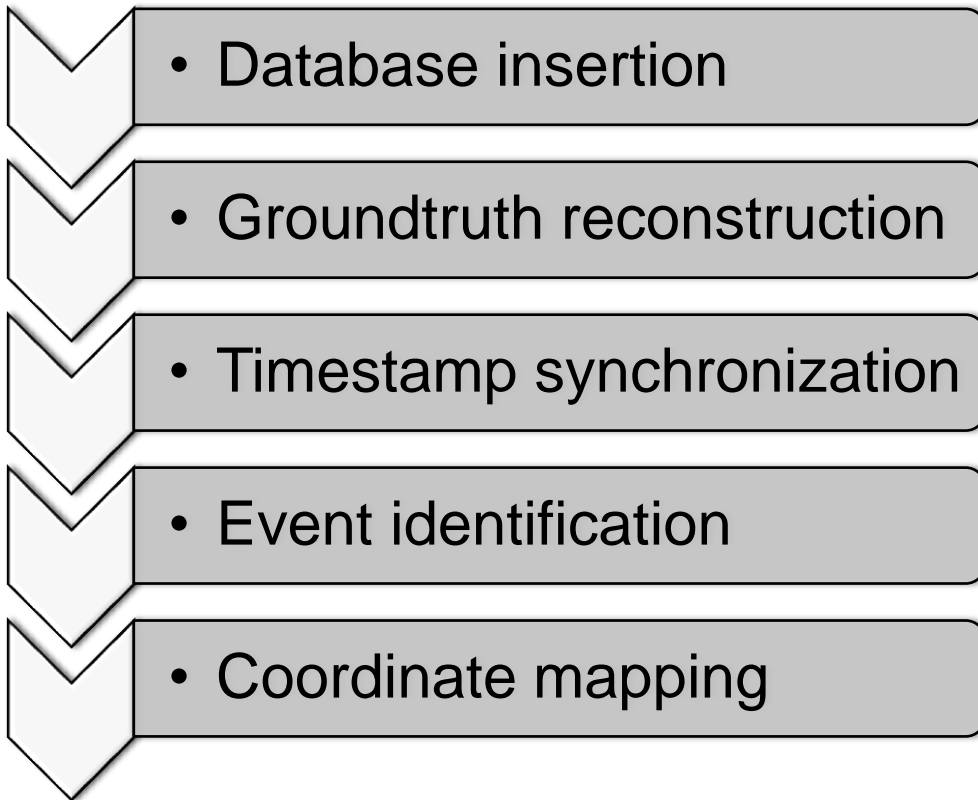 • Database insertion
• Groundtruth reconstruction
• Timestamp synchronization
• Event identification
• Coordinate mapping